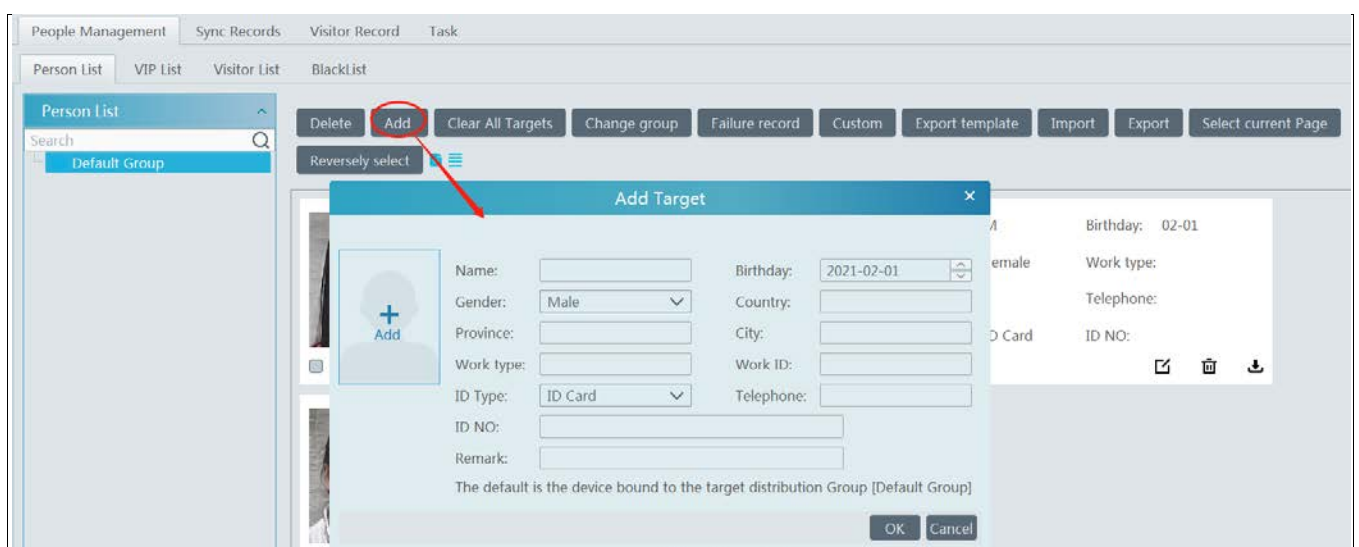 People Management Sync Records Visitor Record Task
Person List VIP List Visitor List BlackList
Person List
Search
Default Group
Delete Add Clear All Targets Change group Failure record Custom Export template Import Export Select current Page
Reversely select
Add Target
Add
Name: Birthday: 2021-02-01
Gender: Male Country:
Province: City:
Work type: Work ID:
ID Type: ID Card Telephone:
ID NO:
Remark:
The default is the device bound to the target distribution Group [Default Group]
OK Cancel
Birthday: 02-01
emale Work type:
Telephone:
Card ID NO: